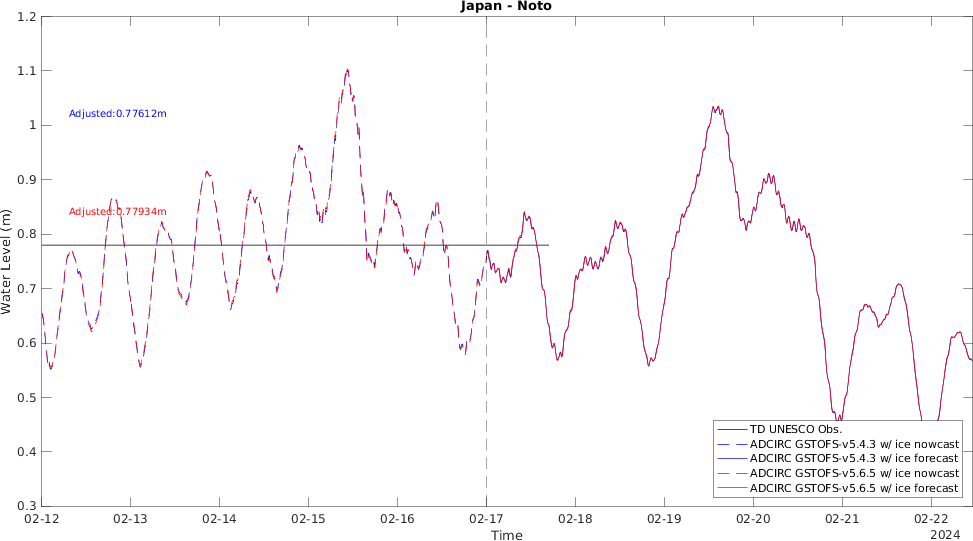 Japan - Noto
1.2
1.1
1
0.9
0.8
0.7
0.6
0.5
0.4
0.3
Water Level (m)
Adjusted:0.77612m
Adjusted:0.77934m
TD UNESCO Obs.
ADCIRC GSTOFS-v5.4.3 w/ ice nowcast
ADCIRC GSTOFS-v5.4.3 w/ ice forecast
ADCIRC GSTOFS-v5.6.5 w/ ice nowcast
ADCIRC GSTOFS-v5.6.5 w/ ice forecast
02-12 02-13 02-14 02-15 02-16 02-17 02-18 02-19 02-20 02-21 02-22
Time
2024